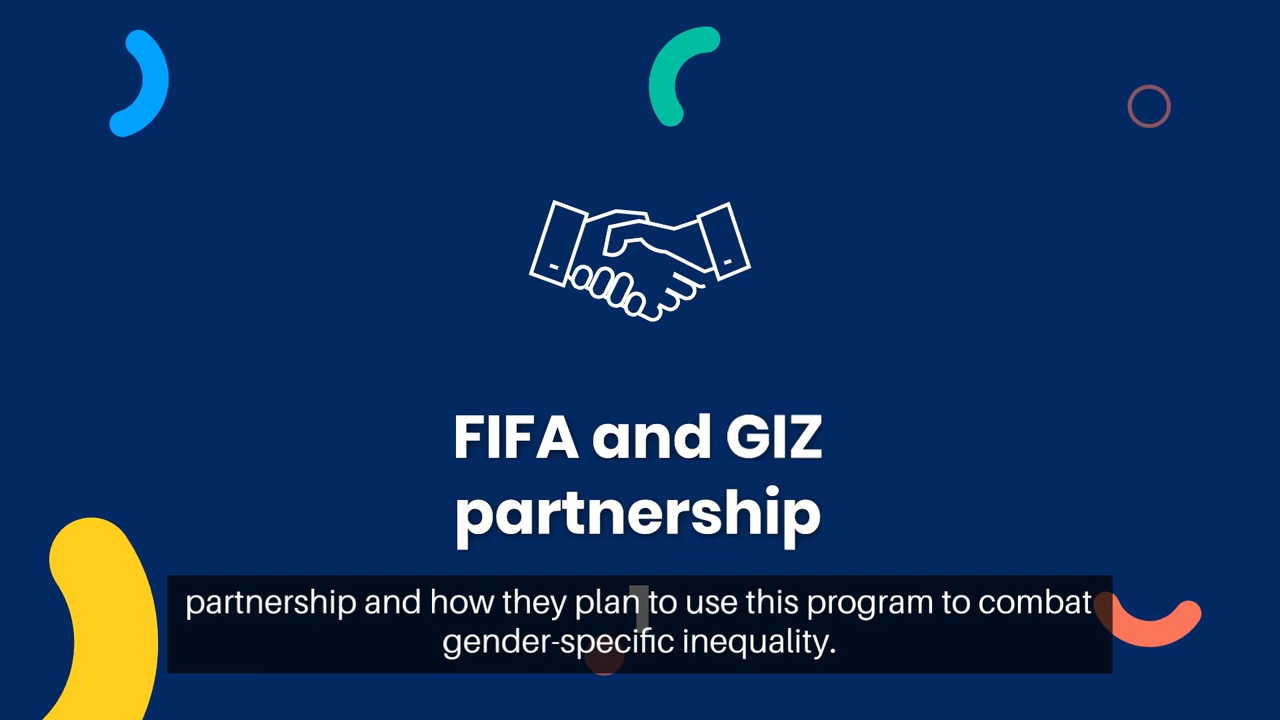 FIFA and GIZ
partnership
partnership and how they plan to use this program to combat
gender-specific inequality.